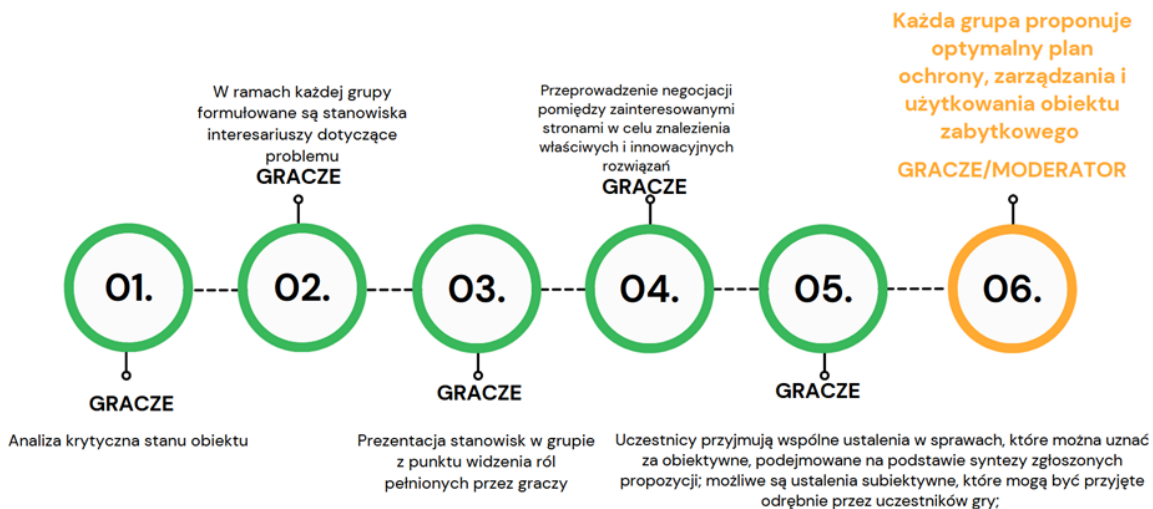 Każda grupa proponuje
optymalny plan
ochrony, zarządzania i
użytkowania obiektu
zabytkowego
GRACZE/MODERATOR
W ramach każdej grupy
formułowane są stanowiska
interesariuszy dotyczące
problemu
GRACZE
Przeprowadzenie negocjacji
pomiędzy zainteresowanymi
stronami w celu znalezienia
właściwych i innowacyjnych
rozwiązań
GRACZE
01.
02.
03.
04.
05.
06.
GRACZE
Analiza krytyczna stanu obiektu
GRACZE
Prezentacja stanowisk w grupie
z punktu widzenia ról
pełnionych przez graczy
GRACZE
Uczestnicy przyjmują wspólne ustalenia w sprawach, które można uznać
za obiektywne, podejmowane na podstawie syntezy zgłoszonych
propozycji; możliwe są ustalenia subiektywne, które mogą być przyjęte
odrębnie przez uczestników gry;